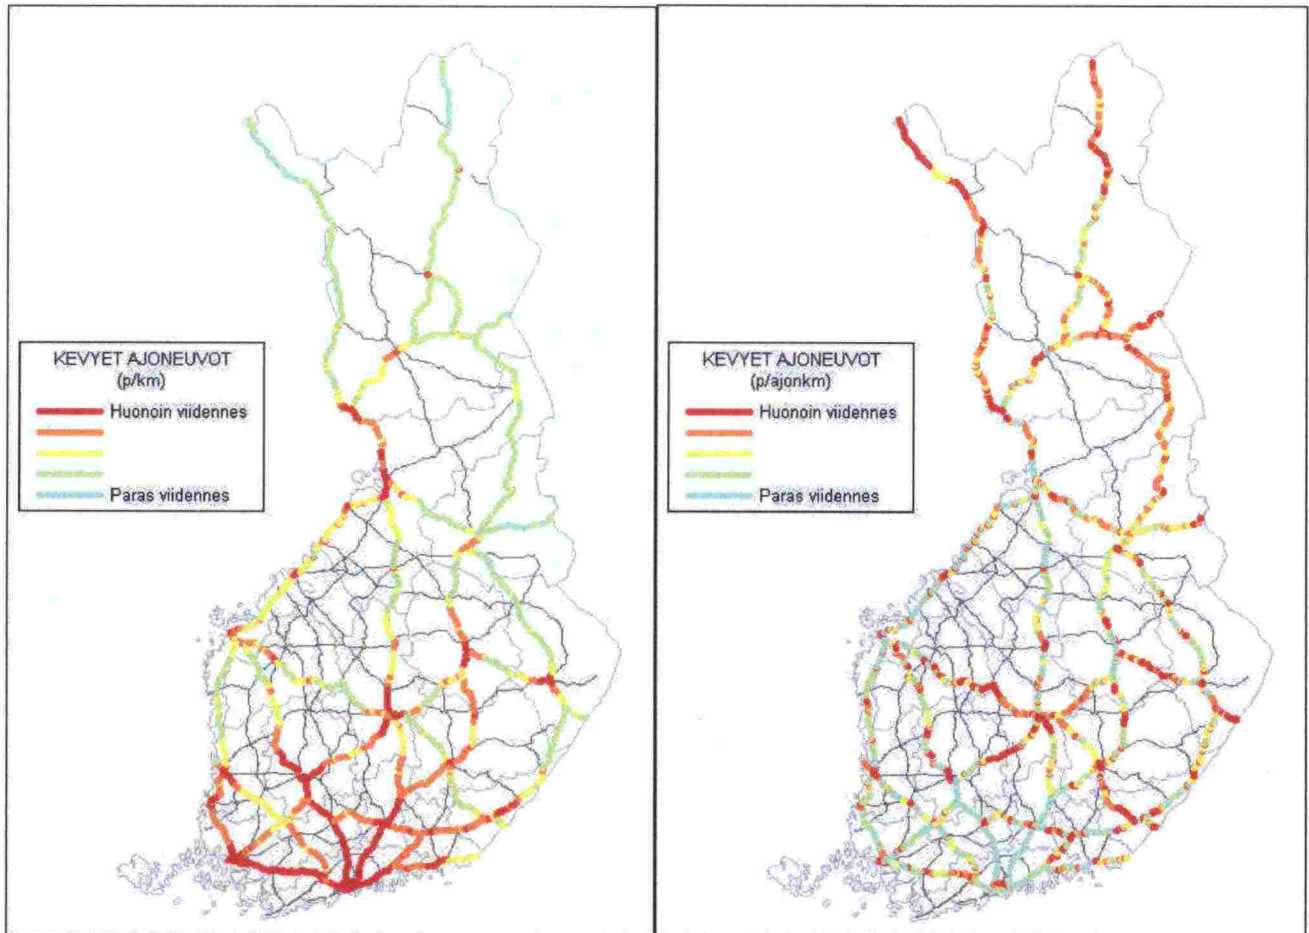 KEVYET AJONEUVOT
(p/km)
Huonoin viidennes
Paras viidennes
KEVYET AJONEUVOT
(p/ajonkm)
Huonoin viidennes
Paras viidennes